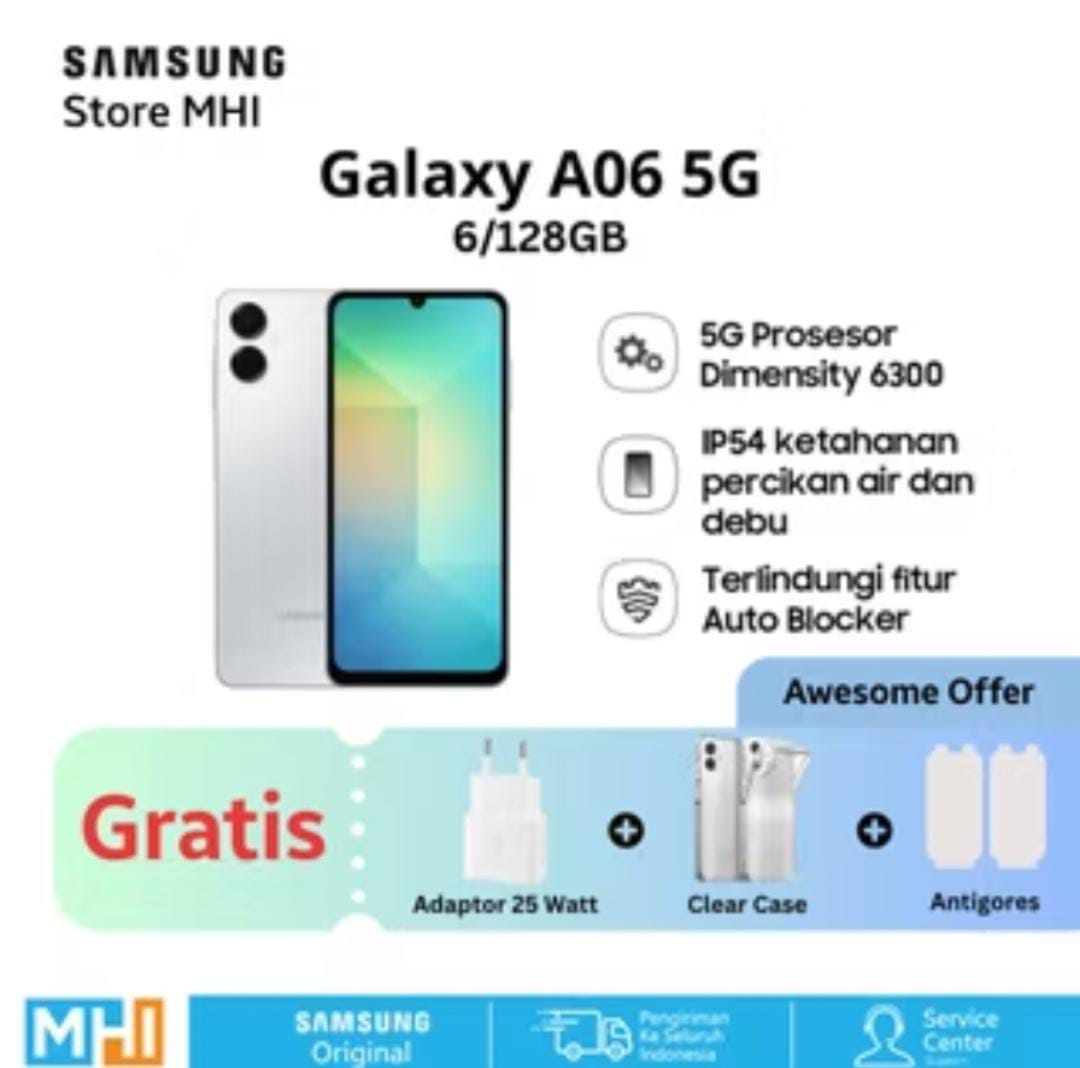 SAMSUNG
Store MHI
Galaxy A06 5G
6/128GB
5G Prosesor
Dimensity 6300
IP54 ketahanan
percikan air dan
debu
Terlindungi fitur
Auto Blocker
Awesome Offer
Gratis
Adaptor 25 Watt
Clear Case
Antigores
MHI
SAMSUNG
Original
Pengiriman
Ke Seluruh
Indonesia
Service
Center